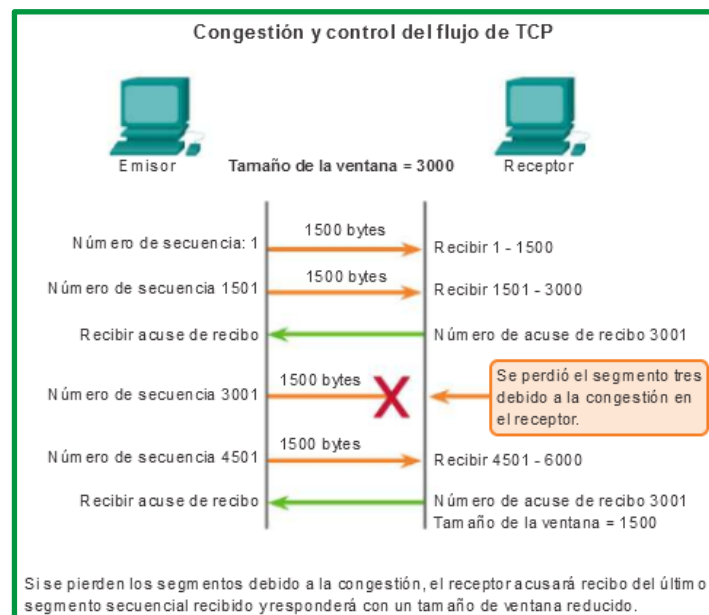 Congestión y control del flujo de TCP
Emisor
Tamaño de la ventana = 3000
Receptor
Número de secuencia: 1
1500 bytes
Recibir 1 - 1500
Número de secuencia 1501
1500 bytes
Recibir 1501 - 3000
Recibir acuse de recibo
Número de acuse de recibo 3001
Número de secuencia 3001
1500 bytes
Se perdió el segmento tres
debido a la congestión en
el receptor.
Número de secuencia 4501
1500 bytes
Recibir 4501 - 6000
Recibir acuse de recibo
Número de acuse de recibo 3001
Tamaño de la ventana = 1500
Si se pierden los segmentos debido a la congestión, el receptor acusará recibo del último
segmento secuencial recibido y responderá con un tamaño de ventana reducido.